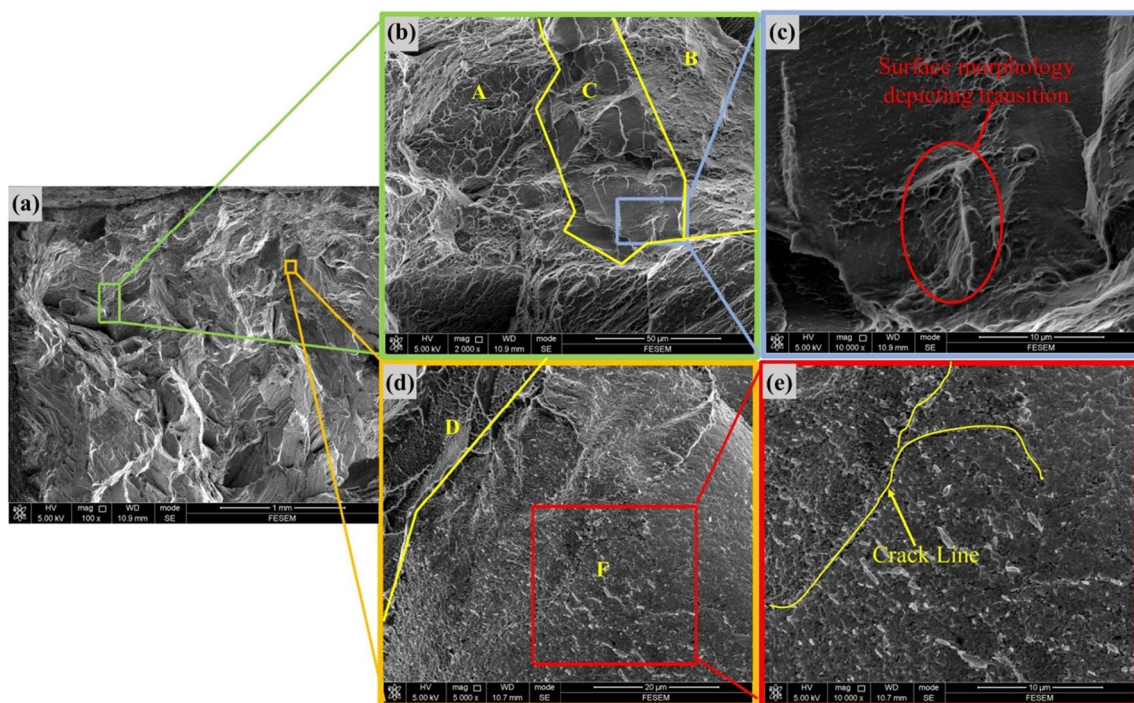 (a)
HV mag WD mode
5.00 kV 100 x 10.9 mm SE
1 mm
FESEM
(b)
A
B
C
HV mag WD mode
5.00 kV 2 000 x 10.9 mm SE
50 µm
FESEM
(c)
Surface morphology
depicting transition
HV mag WD mode
5.00 kV 10 000 x 10.9 mm SE
10 µm
FESEM
(d)
D
F
HV mag WD mode
5.00 kV 5 000 x 10.7 mm SE
20 µm
FESEM
(e)
Crack Line
HV mag WD mode
5.00 kV 10 000 x 10.7 mm SE
10 µm
FESEM